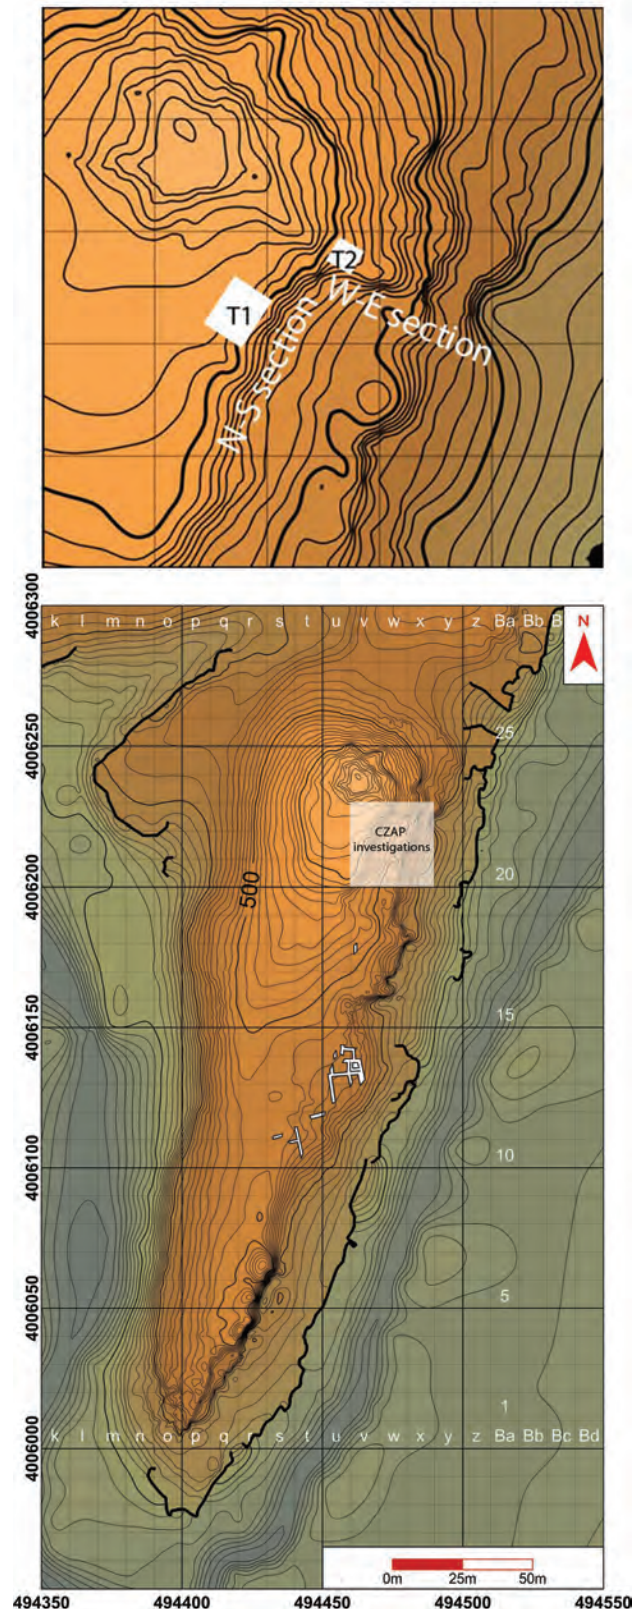 T2
T1
W-E section
N-S section
4006300
k l m n o p q r s t u v w x y z Ba Bb B
N
4006250
25
CZAP
investigations
4006200
20
500
4006150
15
4006100
10
4006050
5
1
4006000
k l m n o p q r s t u v w x y z Ba Bb Bc Bd
0m 25m 50m
494350 494400 494450 494500 494550